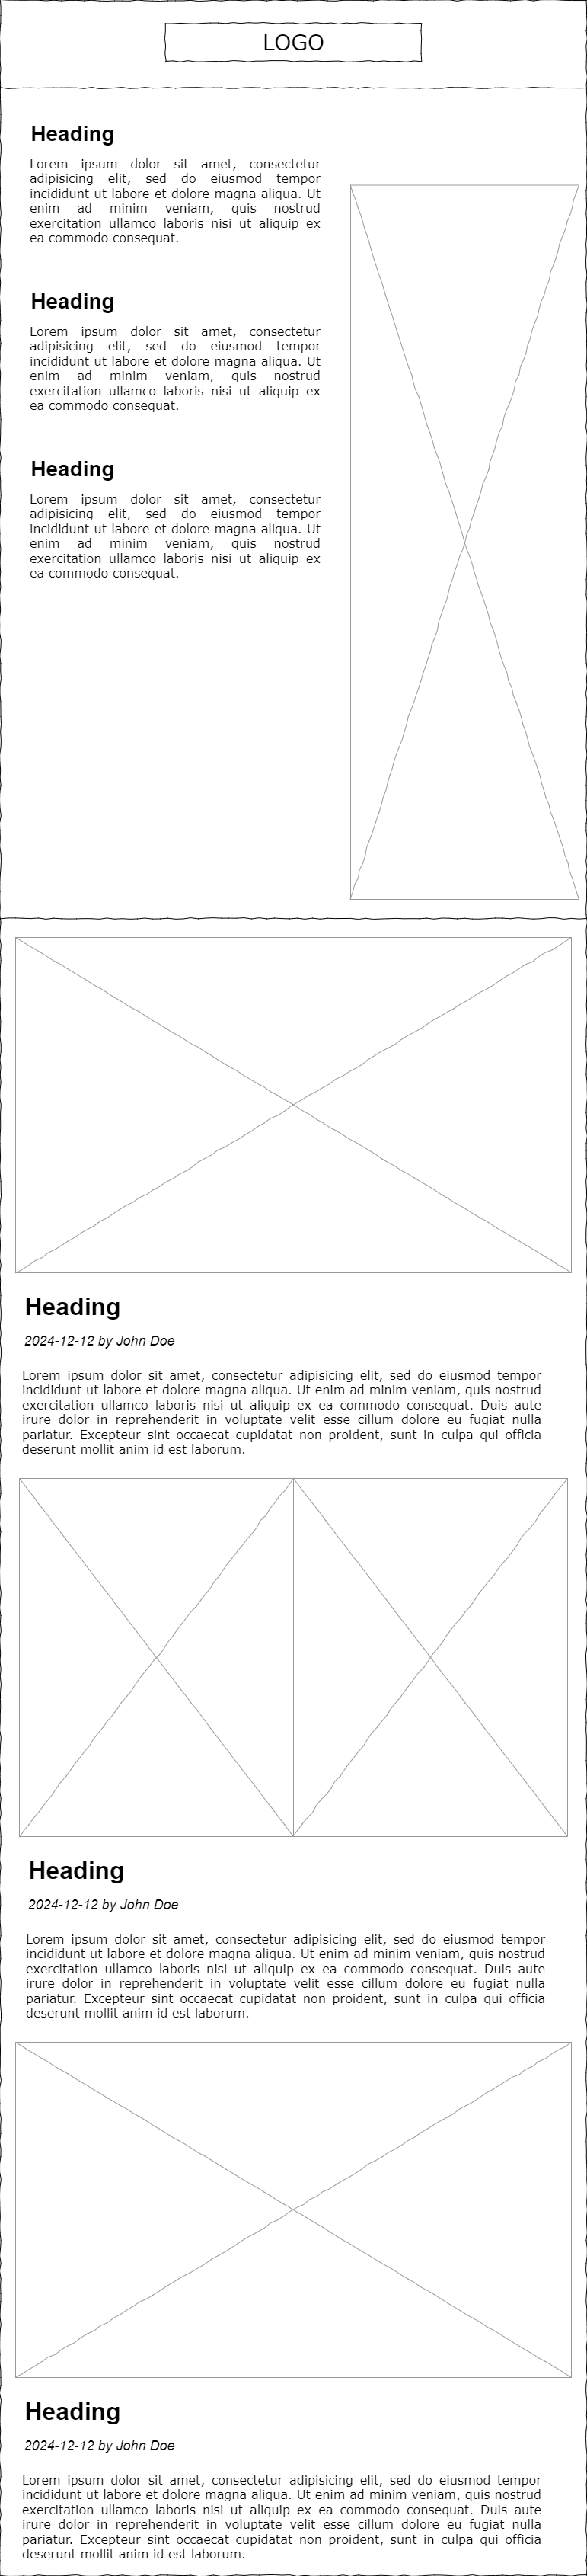 LOGO
Heading
Lorem ipsum dolor sit amet, consectetur
adipisicing elit, sed do eiusmod tempor
incididunt ut labore et dolore magna aliqua. Ut
enim ad minim veniam, quis nostrud
exercitation ullamco laboris nisi ut aliquip ex
ea commodo consequat.
Heading
Lorem ipsum dolor sit amet, consectetur
adipisicing elit, sed do eiusmod tempor
incididunt ut labore et dolore magna aliqua. Ut
enim ad minim veniam, quis nostrud
exercitation ullamco laboris nisi ut aliquip ex
ea commodo consequat.
Heading
Lorem ipsum dolor sit amet, consectetur
adipisicing elit, sed do eiusmod tempor
incididunt ut labore et dolore magna aliqua. Ut
enim ad minim veniam, quis nostrud
exercitation ullamco laboris nisi ut aliquip ex
ea commodo consequat.
Heading
2024-12-12 by John Doe
Lorem ipsum dolor sit amet, consectetur adipisicing elit, sed do eiusmod tempor
incididunt ut labore et dolore magna aliqua. Ut enim ad minim veniam, quis nostrud
exercitation ullamco laboris nisi ut aliquip ex ea commodo consequat. Duis aute
irure dolor in reprehenderit in voluptate velit esse cillum dolore eu fugiat nulla
pariatur. Excepteur sint occaecat cupidatat non proident, sunt in culpa qui officia
deserunt mollit anim id est laborum.
Heading
2024-12-12 by John Doe
Lorem ipsum dolor sit amet, consectetur adipisicing elit, sed do eiusmod tempor
incididunt ut labore et dolore magna aliqua. Ut enim ad minim veniam, quis nostrud
exercitation ullamco laboris nisi ut aliquip ex ea commodo consequat. Duis aute
irure dolor in reprehenderit in voluptate velit esse cillum dolore eu fugiat nulla
pariatur. Excepteur sint occaecat cupidatat non proident, sunt in culpa qui officia
deserunt mollit anim id est laborum.
Heading
2024-12-12 by John Doe
Lorem ipsum dolor sit amet, consectetur adipisicing elit, sed do eiusmod tempor
incididunt ut labore et dolore magna aliqua. Ut enim ad minim veniam, quis nostrud
exercitation ullamco laboris nisi ut aliquip ex ea commodo consequat. Duis aute
irure dolor in reprehenderit in voluptate velit esse cillum dolore eu fugiat nulla
pariatur. Excepteur sint occaecat cupidatat non proident, sunt in culpa qui officia
deserunt mollit anim id est laborum.